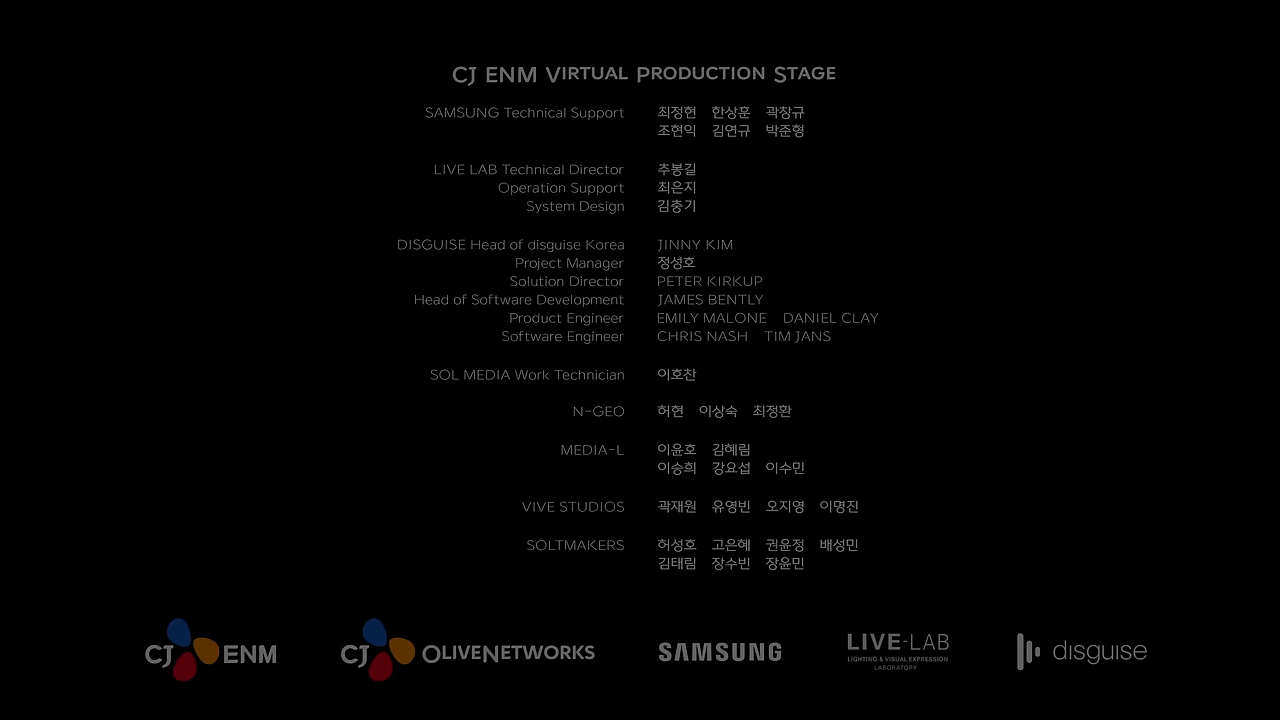 CJ ENM VIRTUAL PRODUCTION STAGE
SAMSUNG Technical Support 최정현 한상훈 곽창규
조현익 김연규 박준형
LIVE LAB Technical Director 추봉길
Operation Support 최은지
System Design 김충기
DISGUISE Head of disguise Korea JINNY KIM
Project Manager 정성호
Solution Director PETER KIRKUP
Head of Software Development JAMES BENTLY
Product Engineer EMILY MALONE DANIEL CLAY
Software Engineer CHRIS NASH TIM JANS
SOL MEDIA Work Technician 이호찬
N-GEO 허현 이상숙 최정환
MEDIA-L 이윤호 김혜림
이승희 강요섭 이수민
VIVE STUDIOS 곽재원 유영빈 오지영 이명진
SOLTMAKERS 허성호 고은혜 권윤정 배성민
김태림 장수빈 장윤민
CJ ENM
CJ OLIVENETWORKS
SAMSUNG
LIVE-LAB
LIGHTING & VISUAL EXPRESSION
LABORATORY
disguise